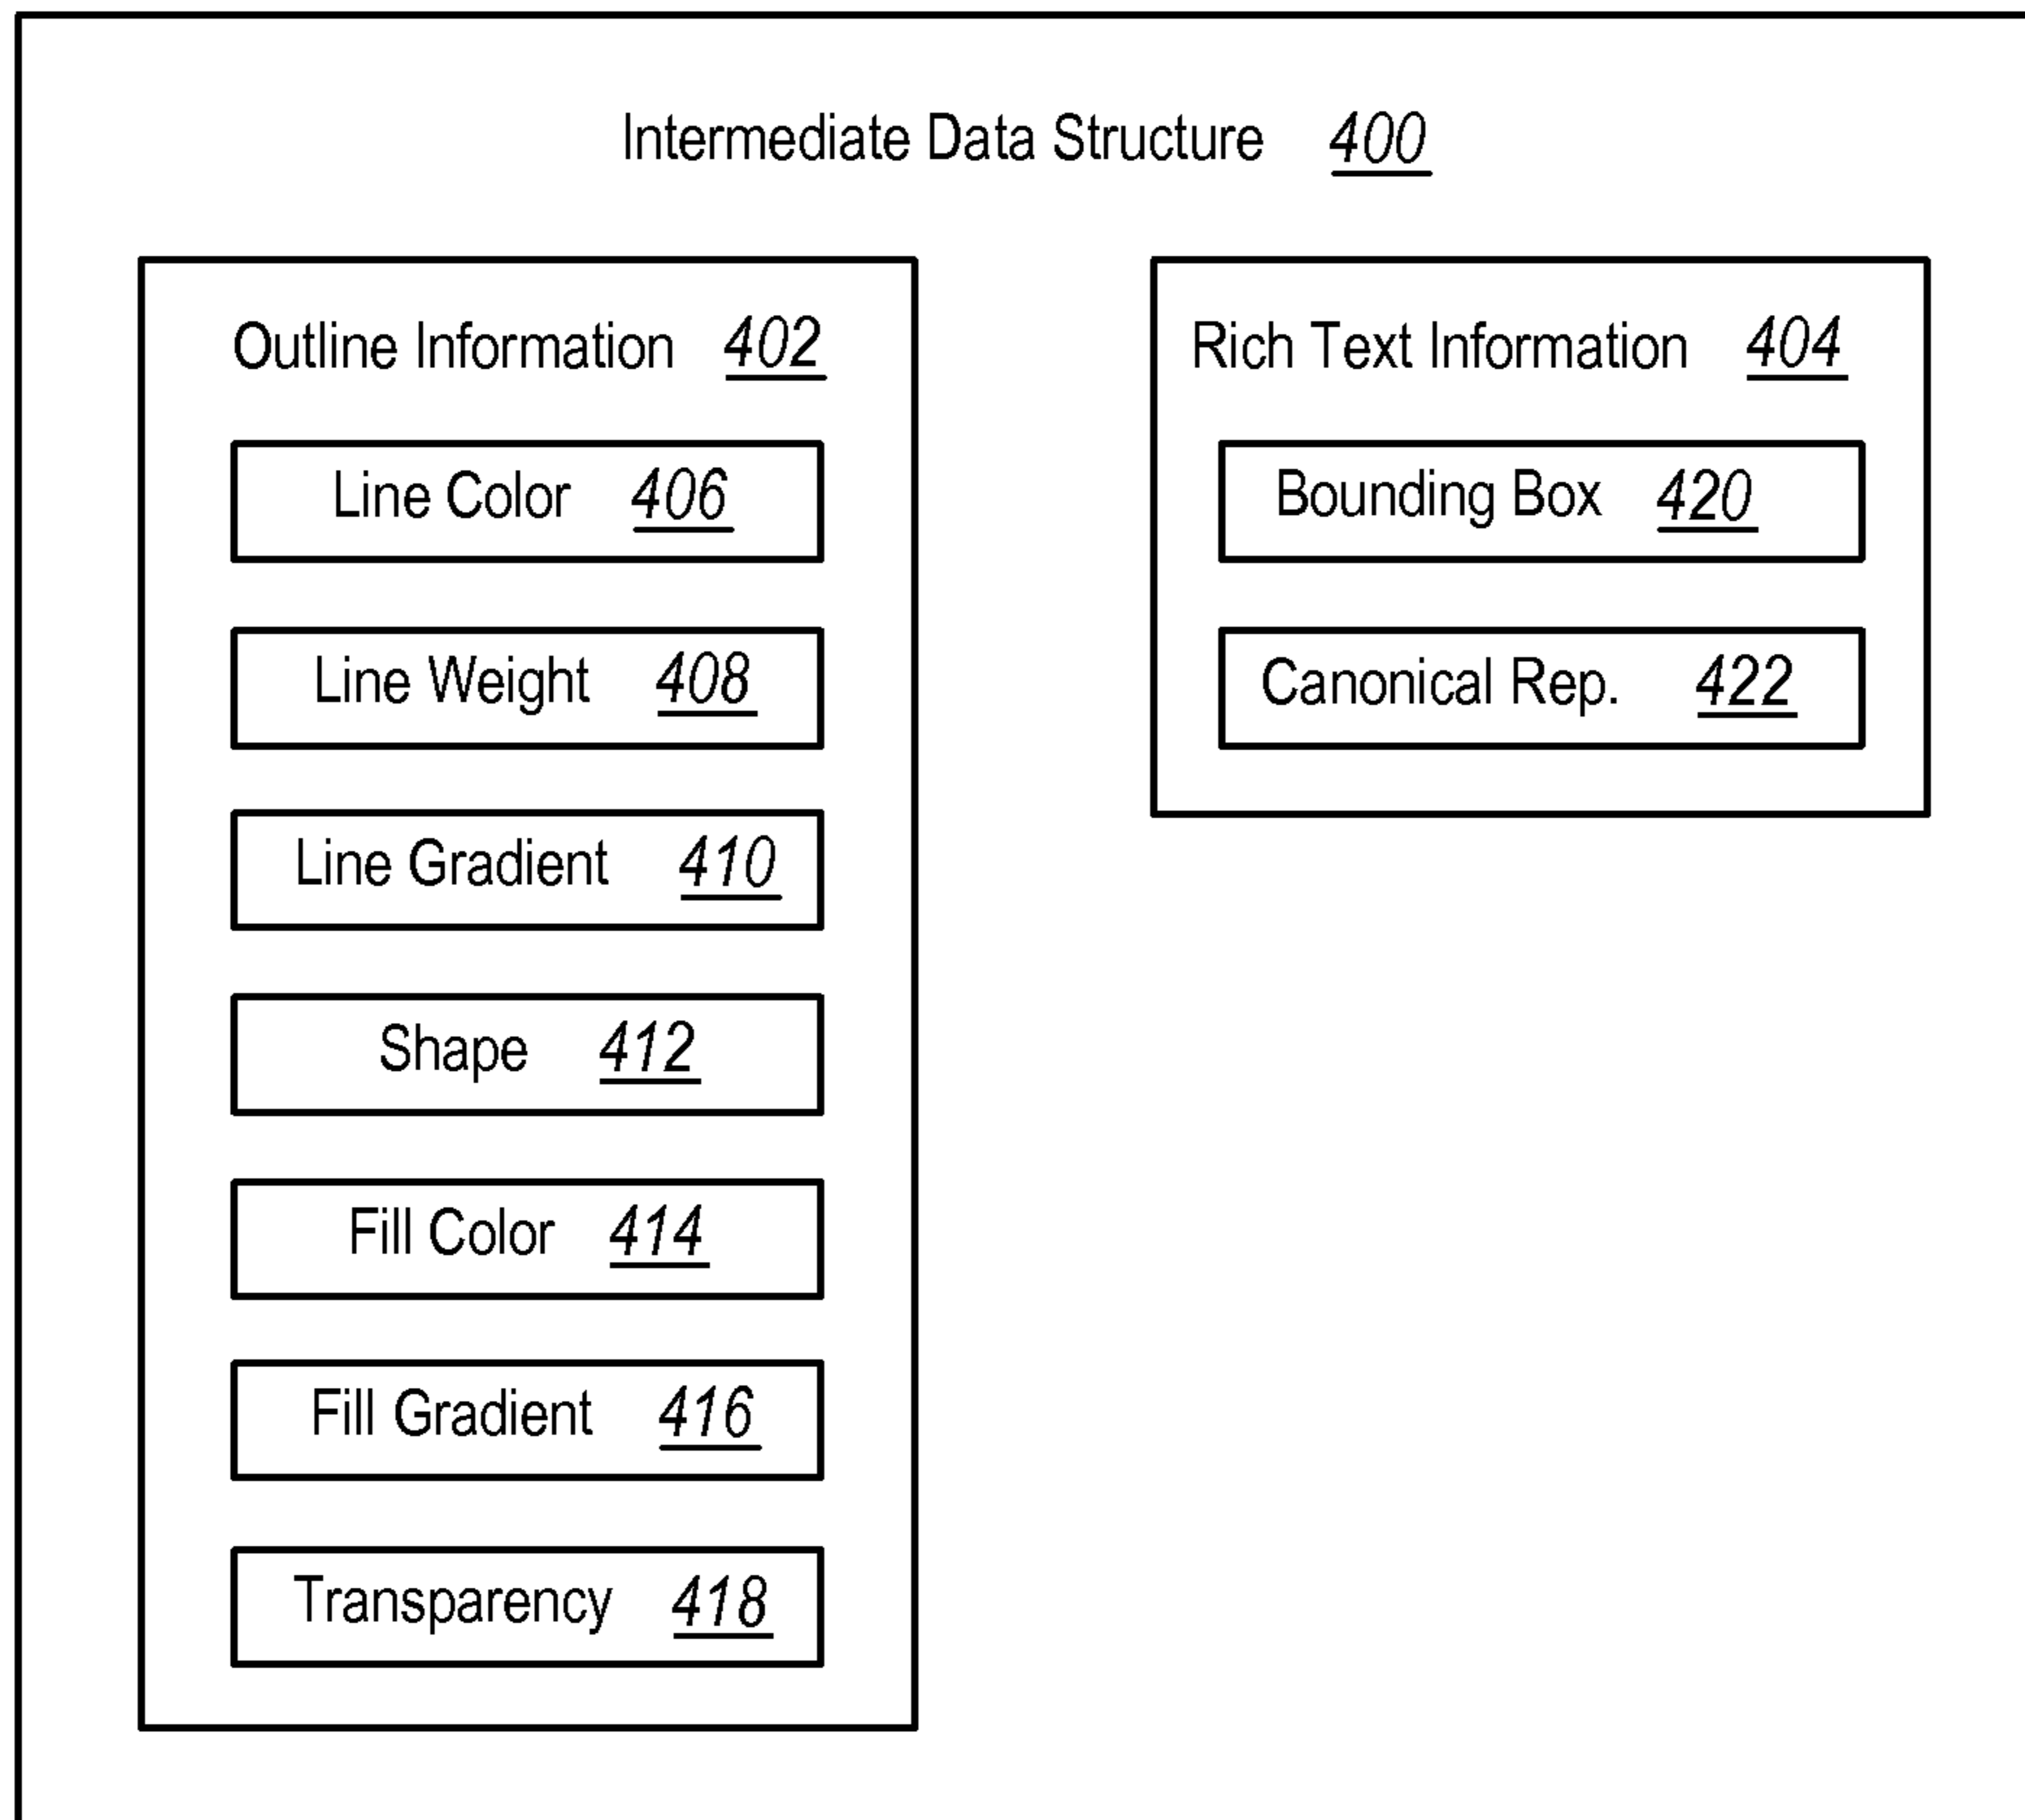 Intermediate Data Structure 400
Outline Information 402
Line Color 406
Line Weight 408
Line Gradient 410
Shape 412
Fill Color 414
Fill Gradient 416
Transparency 418
Rich Text Information 404
Bounding Box 420
Canonical Rep. 422